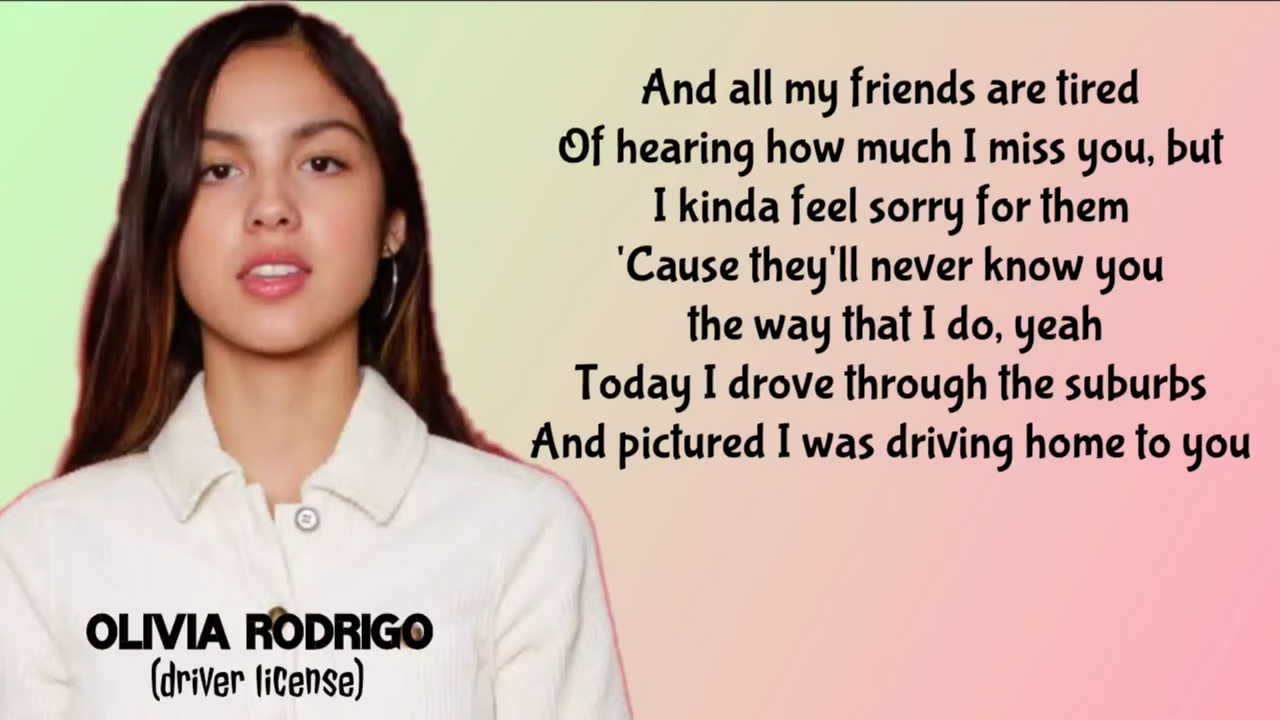 And all my friends are tired
Of hearing how much I miss you, but
I kinda feel sorry for them
'Cause they'll never know you
the way that I do, yeah
Today I drove through the suburbs
And pictured I was driving home to you
OLIVIA RODRIGO
(driver license)